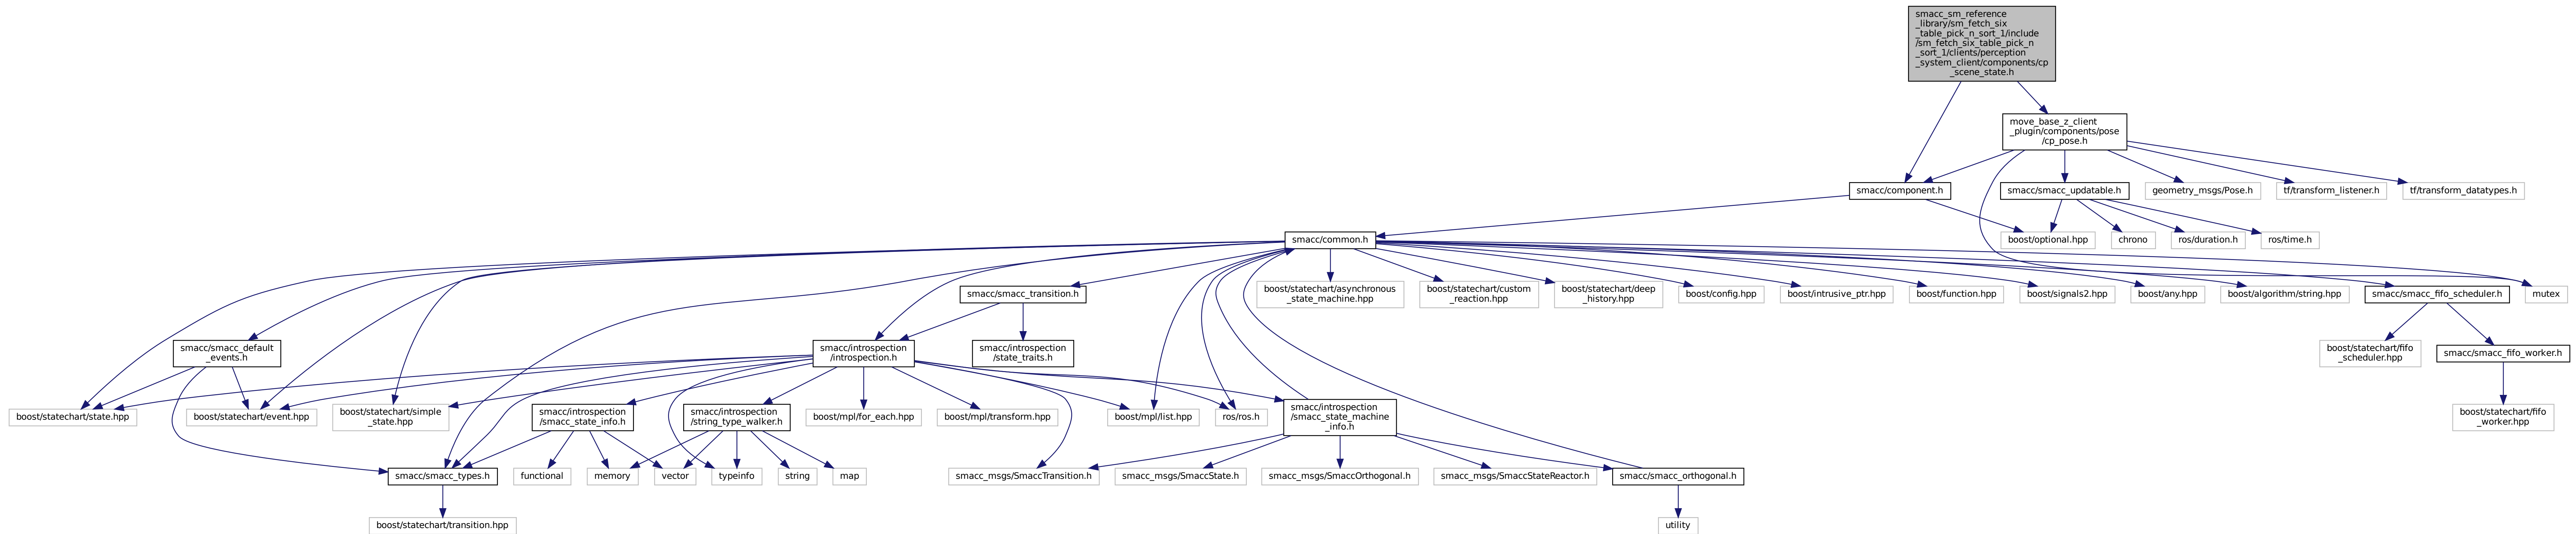 smacc_sm_reference
_library/sm_fetch_six
_table_pick_n_sort_1/include
/sm_fetch_six_table_pick_n
_sort_1/clients/perception
_system_client/components/cp
_scene_state.h
move_base_z_client
_plugin/components/pose
/cp_pose.h
smacc/component.h
smacc/smacc_updatable.h
geometry_msgs/Pose.h
tf/transform_listener.h
tf/transform_datatypes.h
smacc/common.h
boost/optional.hpp
chrono
ros/duration.h
ros/time.h
smacc/smacc_transition.h
boost/statechart/asynchronous
_state_machine.hpp
boost/statechart/custom
_reaction.hpp
boost/statechart/deep
_history.hpp
boost/config.hpp
boost/intrusive_ptr.hpp
boost/function.hpp
boost/signals2.hpp
boost/any.hpp
boost/algorithm/string.hpp
smacc/smacc_fifo_scheduler.h
mutex
smacc/smacc_default
_events.h
smacc/introspection
/introspection.h
smacc/introspection
/state_traits.h
boost/statechart/fifo
_scheduler.hpp
smacc/smacc_fifo_worker.h
boost/statechart/state.hpp
boost/statechart/event.hpp
boost/statechart/simple
_state.hpp
smacc/introspection
/smacc_state_info.h
smacc/introspection
/string_type_walker.h
boost/mpl/for_each.hpp
boost/mpl/transform.hpp
boost/mpl/list.hpp
ros/ros.h
smacc/introspection
/smacc_state_machine
_info.h
boost/statechart/fifo
_worker.hpp
smacc/smacc_types.h
functional
memory
vector
typeinfo
string
map
smacc_msgs/SmaccTransition.h
smacc_msgs/SmaccState.h
smacc_msgs/SmaccOrthogonal.h
smacc_msgs/SmaccStateReactor.h
smacc/smacc_orthogonal.h
boost/statechart/transition.hpp
utility